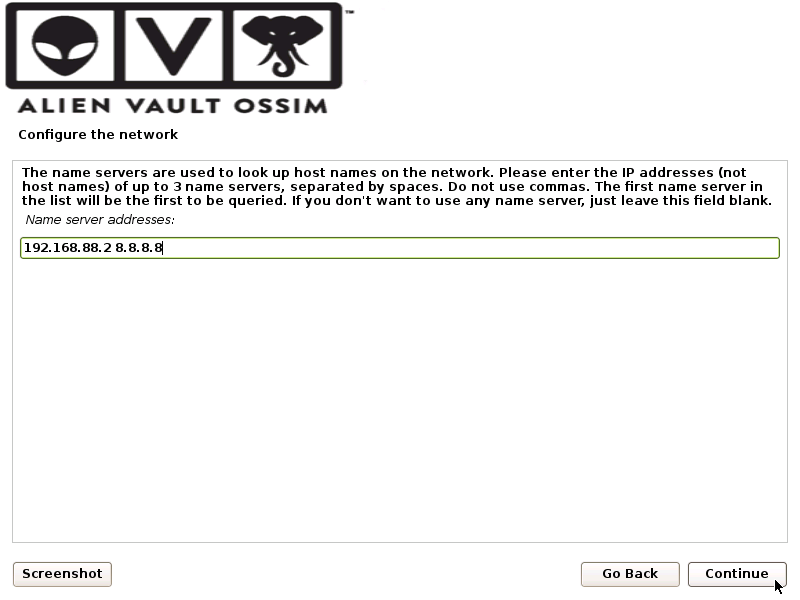 ™
ALIEN VAULT OSSIM
Configure the network
The name servers are used to look up host names on the network. Please enter the IP addresses (not
host names) of up to 3 name servers, separated by spaces. Do not use commas. The first name server in
the list will be the first to be queried. If you don't want to use any name server, just leave this field blank.
Name server addresses:
192.168.88.2 8.8.8.8
Screenshot
Go Back
Continue